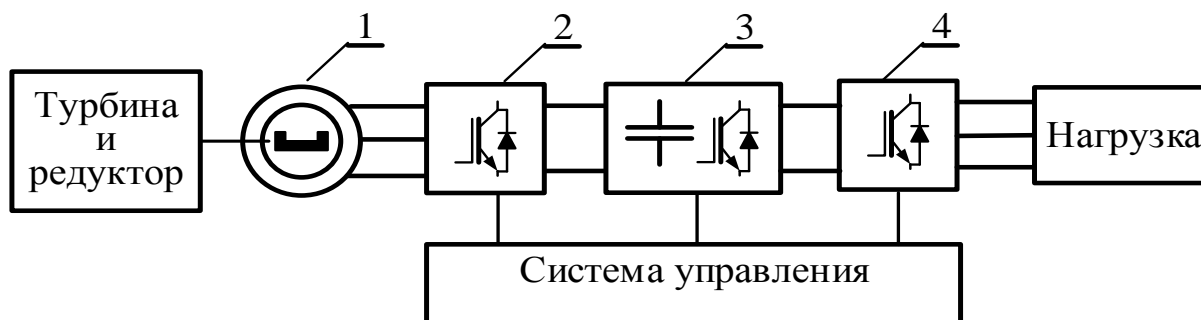 1
2
3
4
Турбина
и
редуктор
Нагрузка
Система управления